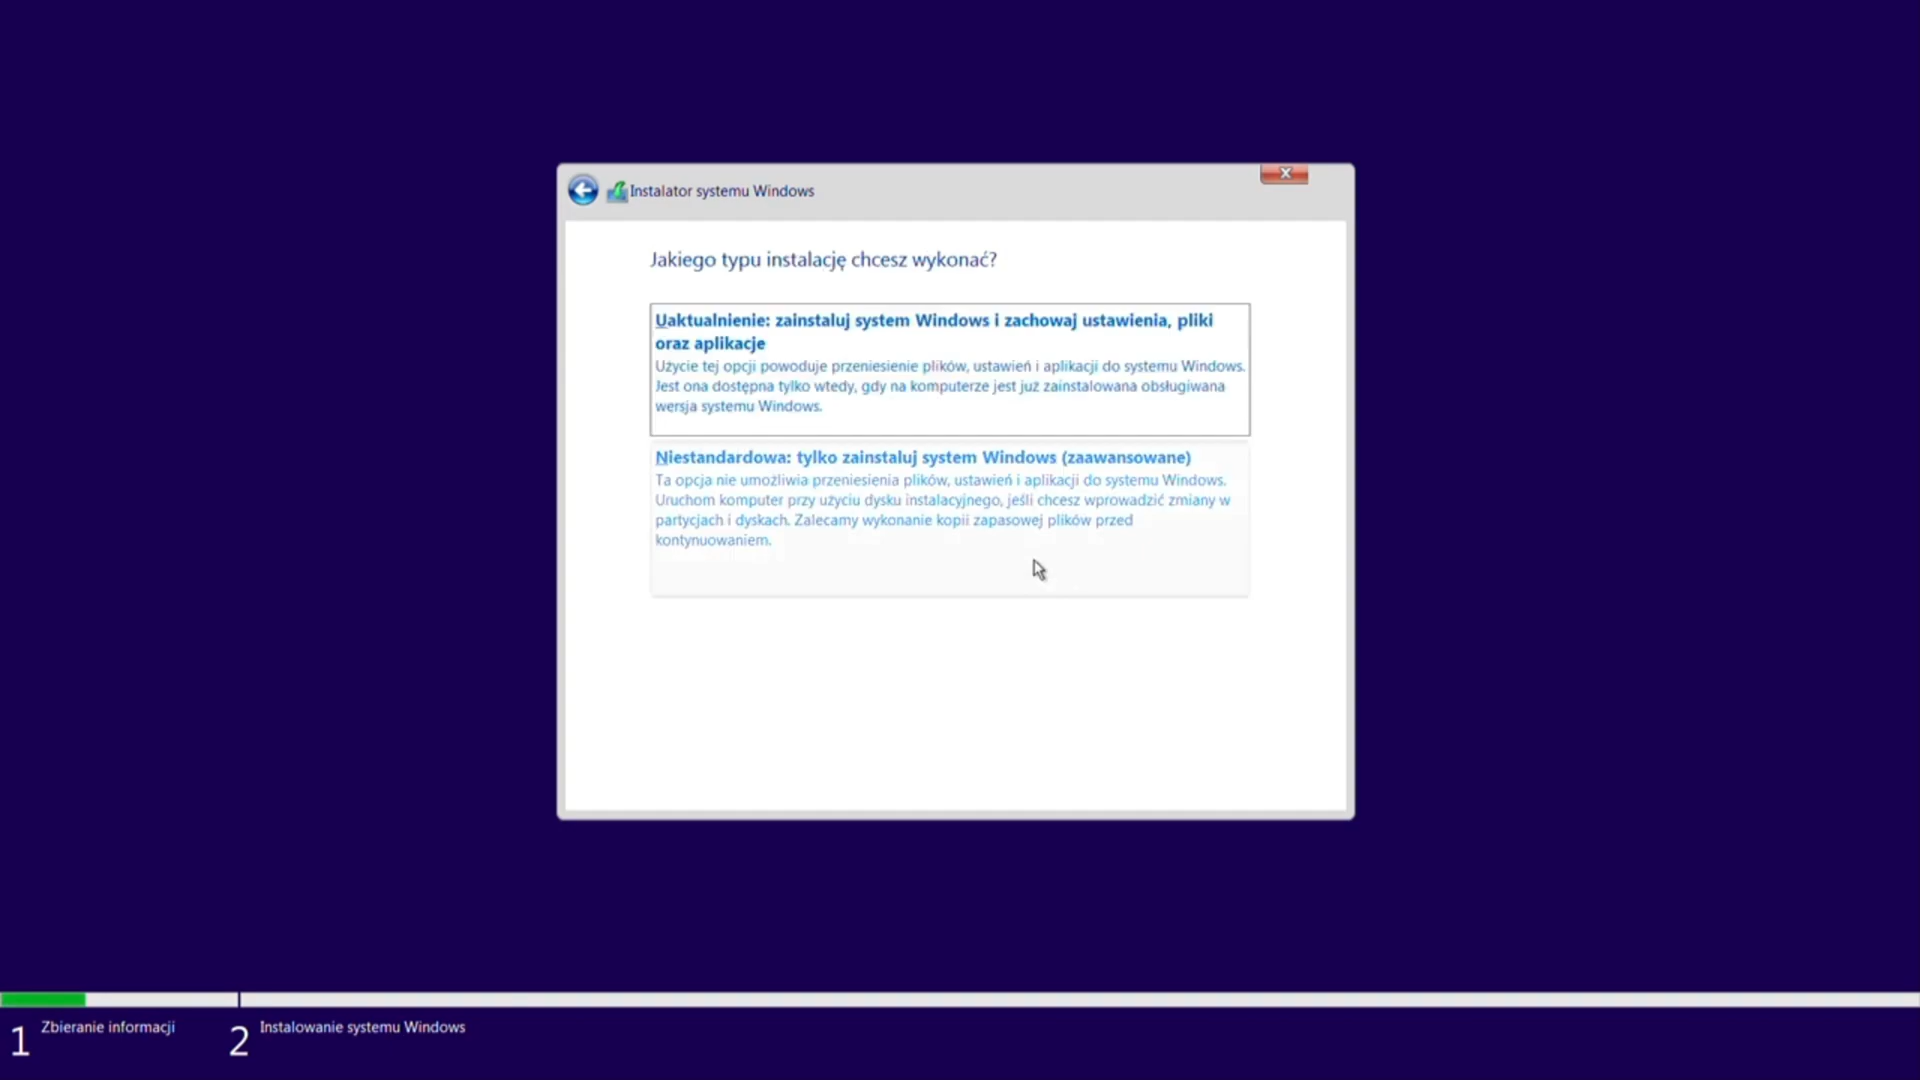 Instalator systemu Windows
Jakiego typu instalację chcesz wykonać?
Uaktualnienie: zainstaluj system Windows i zachowaj ustawienia, pliki
oraz aplikacje
Użycie tej opcji powoduje przeniesienie plików, ustawień i aplikacji do systemu Windows.
Jest ona dostępna tylko wtedy, gdy na komputerze jest już zainstalowana obsługiwana
wersja systemu Windows.
Niestandardowa: tylko zainstaluj system Windows (zaawansowane)
Ta opcja nie umożliwia przeniesienia plików, ustawień i aplikacji do systemu Windows.
Uruchom komputer przy użyciu dysku instalacyjnego, jeśli chcesz wprowadzić zmiany w
partycjach i dyskach. Zalecamy wykonanie kopii zapasowej plików przed
kontynuowaniem.
1 Zbieranie informacji
2 Instalowanie systemu Windows